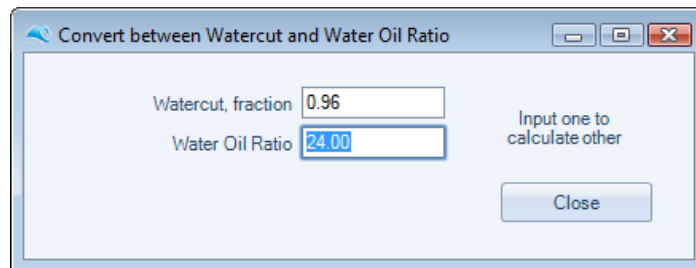 Convert between Watercut and Water Oil Ratio
Watercut, fraction 0.96
Water Oil Ratio 24.00
Input one to
calculate other
Close